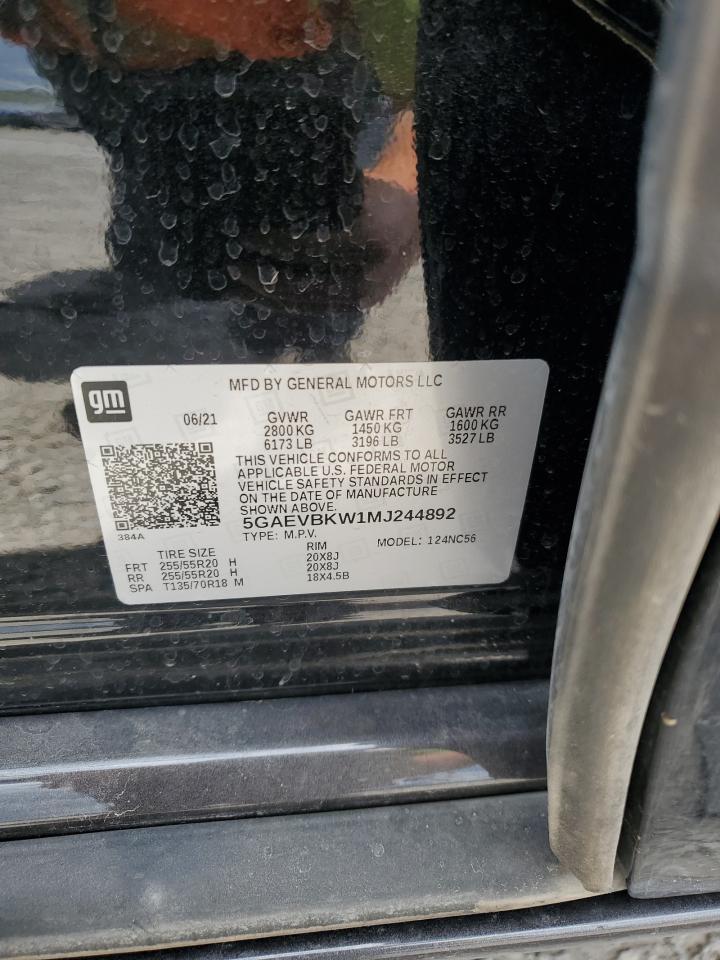 gm
MFD BY GENERAL MOTORS LLC
06/21 GVWR GAWR FRT GAWR RR
2800 KG 1450 KG 1600 KG
6173 LB 3196 LB 3527 LB
THIS VEHICLE CONFORMS TO ALL
APPLICABLE U.S. FEDERAL MOTOR
VEHICLE SAFETY STANDARDS IN EFFECT
ON THE DATE OF MANUFACTURE
SHOWN ABOVE.
384A
5GAEVBKW1MJ244892
TYPE: M.P.V. MODEL: 124NC56
TIRE SIZE RIM
FRT 255/55R20 H 20X8J
RR 255/55R20 H 20X8J
SPA T135/70R18 M 18X4.5B